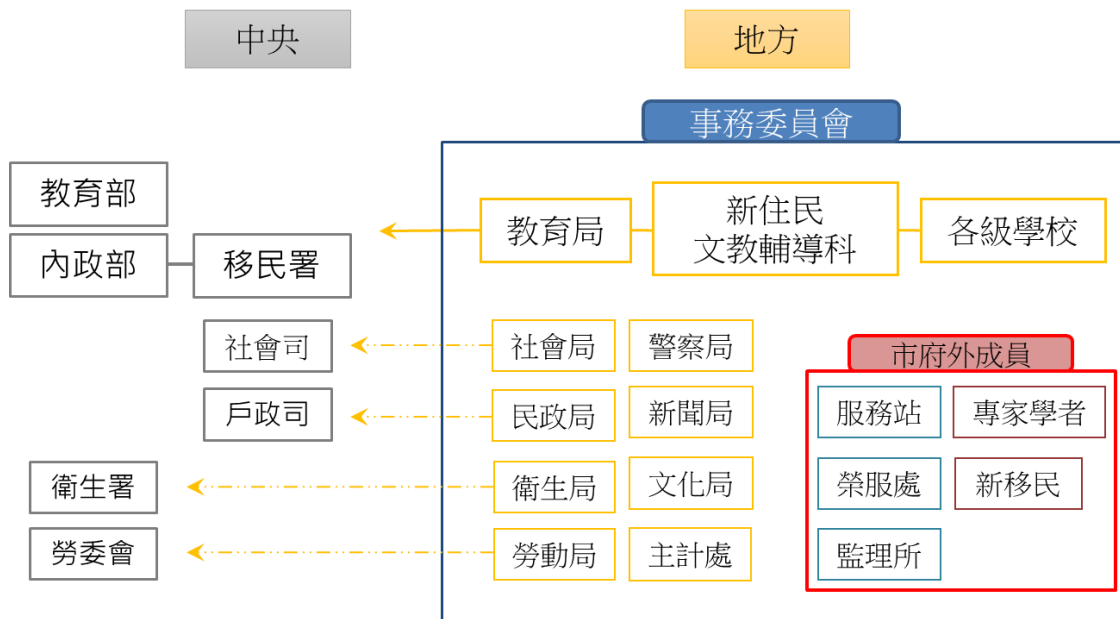 中央
地方
事務委員會
教育部
內政部
移民署
教育局
新住民
文教輔導科
各級學校
社會司
社會局
警察局
市府外成員
戶政司
民政局
新聞局
服務站
專家學者
衛生署
衛生局
文化局
榮服處
新移民
勞委會
勞動局
主計處
監理所